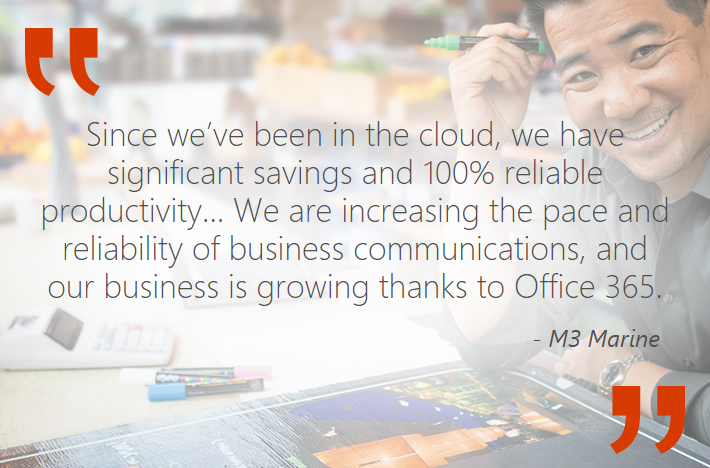 Since we’ve been in the cloud, we have
significant savings and 100% reliable
productivity... We are increasing the pace and
reliability of business communications, and
our business is growing thanks to Office 365.
- M3 Marine